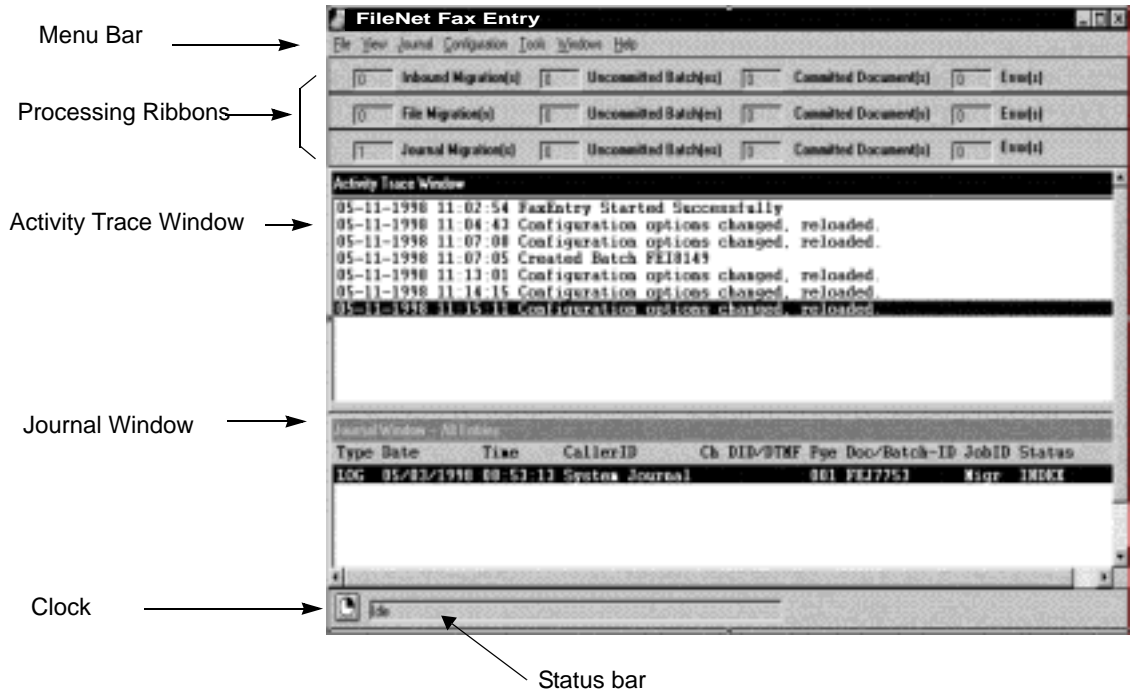 FileNet Fax Entry
Menu Bar
File View Journal Configuration Tools Windows Help
0 Inbound Migration(s) 0 Uncommitted Batch(es) 0 Committed Document(s) 0 Error(s)
Processing Ribbons
0 File Migration(s) 0 Uncommitted Batch(es) 0 Committed Document(s) 0 Error(s)
1 Journal Migration(s) 0 Uncommitted Batch(es) 0 Committed Document(s) 0 Error(s)
Activity Trace Window
Activity Trace Window
05-11-1998 11:02:54 FaxEntry Started Successfully
05-11-1998 11:04:43 Configuration options changed, reloaded.
05-11-1998 11:07:00 Configuration options changed, reloaded.
05-11-1998 11:07:05 Created Batch FEI8149
05-11-1998 11:13:01 Configuration options changed, reloaded.
05-11-1998 11:14:15 Configuration options changed, reloaded.
05-11-1998 11:15:11 Configuration options changed, reloaded.
Journal Window
Journal Window - All Entries
Type Date Time CallerID Ch DID/DTMF Pge Doc/Batch-ID JobID Status
LOG 05/03/1998 08:53:13 System Journal 001 FEJ7753 Migr INDEX
Clock
Idle
Status bar